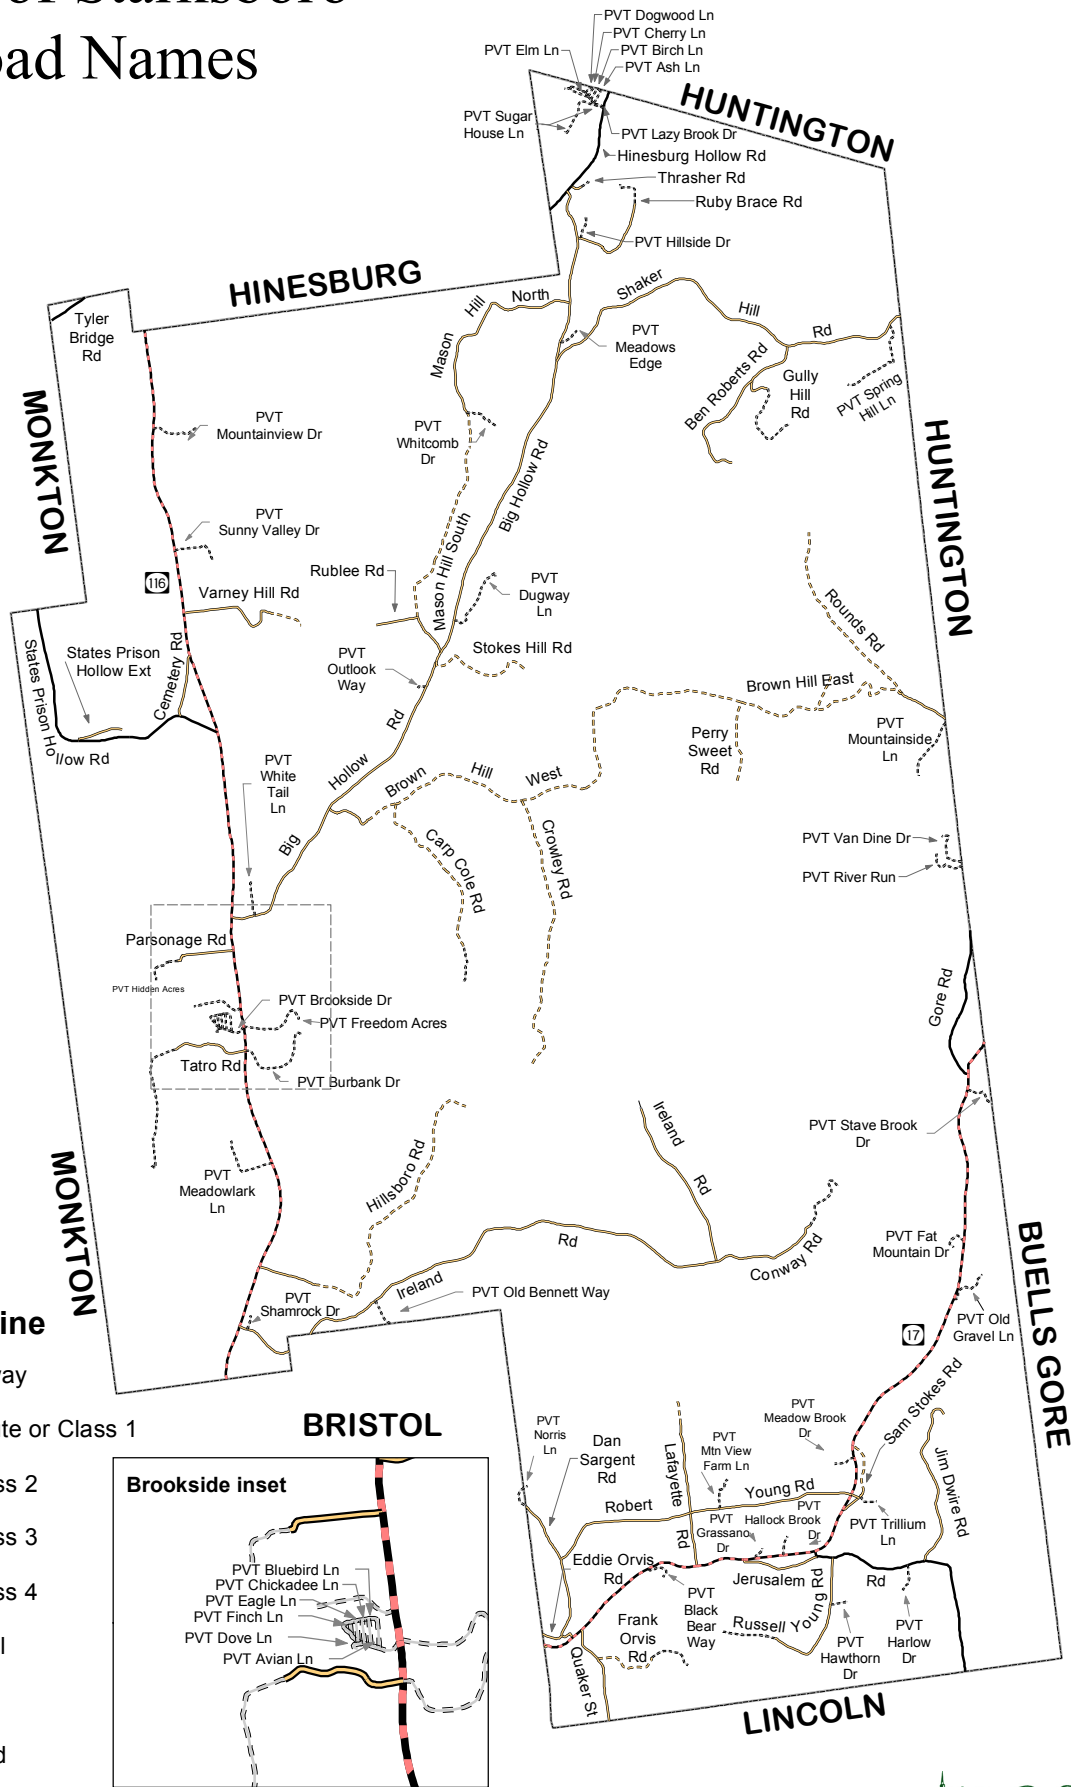 of Starksboro
oad Names
PVT Dogwood Ln
PVT Cherry Ln
PVT Elm Ln
PVT Birch Ln
PVT Ash Ln
PVT Sugar
House Ln
HUNTINGTON
PVT Lazy Brook Dr
Hinesburg Hollow Rd
Thrasher Rd
Ruby Brace Rd
PVT Hillside Dr
HINESBURG
Tyler
Bridge
Rd
Mason Hill North
Shaker Hill Rd
PVT
Meadows
Edge
Ben Roberts Rd
Gully
Hill
Rd
PVT Spring
Hill Ln
MONKTON
PVT
Mountainview Dr
PVT
Whitcomb
Dr
Big Hollow Rd
HUNTINGTON
PVT
Sunny Valley Dr
116
Varney Hill Rd
Rublee Rd
Mason Hill South
PVT
Dugway
Ln
Rounds Rd
States Prison
Hollow Ext
Cemetery Rd
States Prison Ho
llow Rd
PVT
Outlook
Way
Stokes Hill Rd
Brown Hill East
Perry
Sweet
Rd
PVT
Mountainside
Ln
PVT
White
Tail
Ln
Big Hollow Rd
Brown Hill West
Carp Cole Rd
Crowley Rd
PVT Van Dine Dr
PVT River Run
Parsonage Rd
PVT Hidden Acres
PVT Brookside Dr
PVT Freedom Acres
Tatro Rd
PVT Burbank Dr
Gore Rd
PVT Stave Brook
Dr
MONKTON
PVT
Meadowlark
Ln
Hillsboro Rd
Ireland Rd
Conway Rd
PVT Fat
Mountain Dr
BUELLS GORE
Ireland Rd
PVT
Shamrock Dr
PVT Old Bennett Way
PVT Old
Gravel Ln
17
ine
way
ute or Class 1
ss 2
ss 3
ss 4
l
d
BRISTOL
PVT
Norris
Ln
Dan
Sargent
Rd
Lafayette Rd
PVT
Mtn View
Farm Ln
PVT
Meadow Brook
Dr
Sam Stokes Rd
Jim Dwire Rd
Robert Young Rd
PVT
Grassano
Dr
PVT
Hallock Brook
Dr
PVT Trillium
Ln
Eddie Orvis
Rd
Jerusalem Rd
PVT
Black
Bear
Way
Frank
Orvis
Rd
Russell Young Rd
PVT
Hawthorn
Dr
PVT
Harlow
Dr
Quaker St
LINCOLN
Brookside inset
PVT Bluebird Ln
PVT Chickadee Ln
PVT Eagle Ln
PVT Finch Ln
PVT Dove Ln
PVT Avian Ln